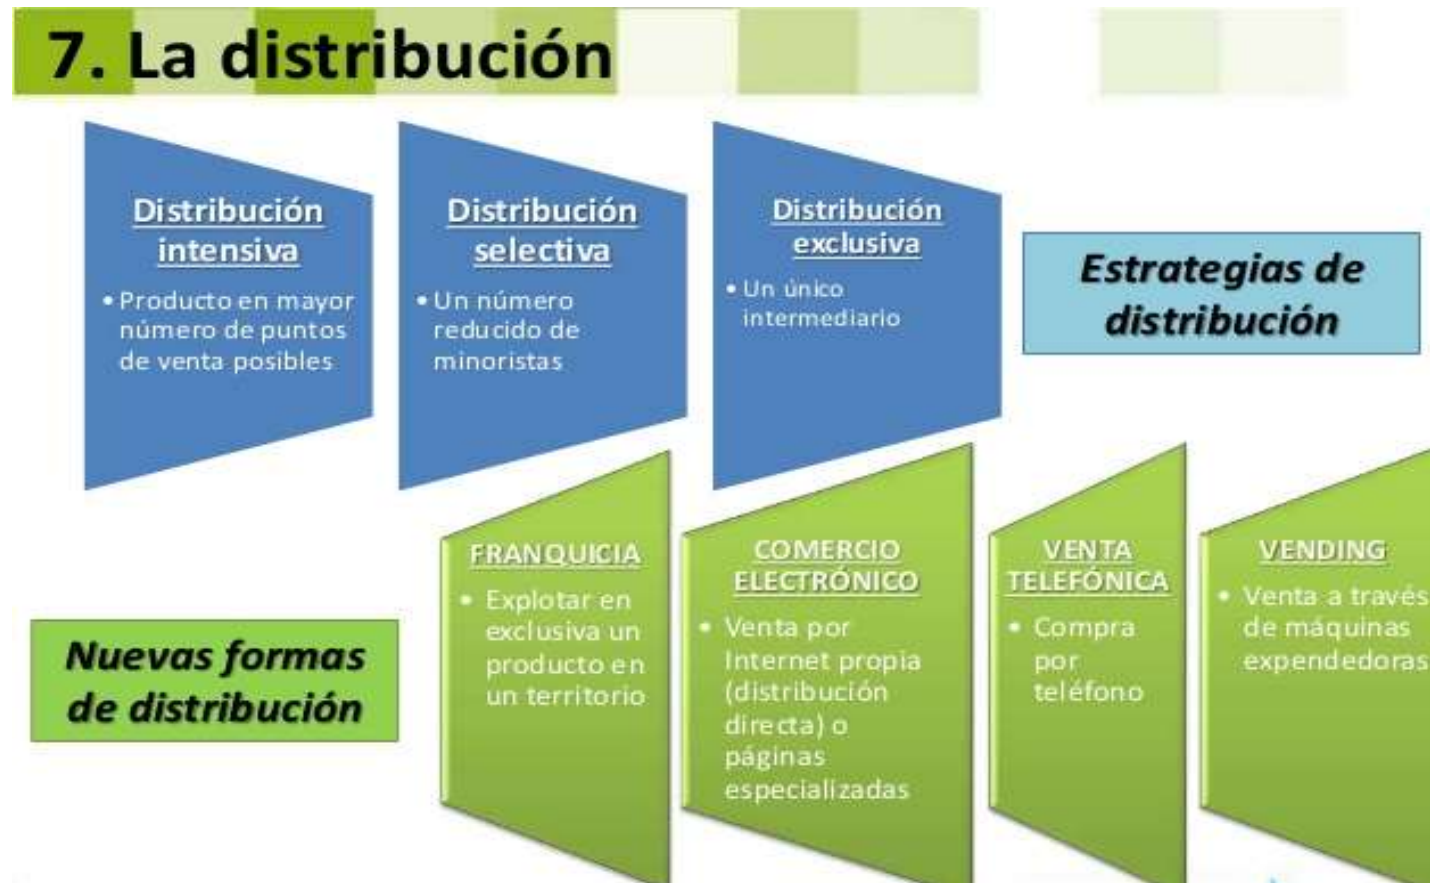 7. La distribución
Distribución
intensiva
• Producto en mayor
número de puntos
de venta posibles
Distribución
selectiva
• Un número
reducido de
minoristas
Distribución
exclusiva
• Un único
intermediario
Estrategias de
distribución
Nuevas formas
de distribución
FRANQUICIA
• Explotar en
exclusiva un
producto en
un territorio
COMERCIO
ELECTRÓNICO
• Venta por
Internet propia
(distribución
directa) o
páginas
especializadas
VENTA
TELEFÓNICA
• Compra
por
teléfono
VENDING
• Venta a través
de máquinas
expendedoras